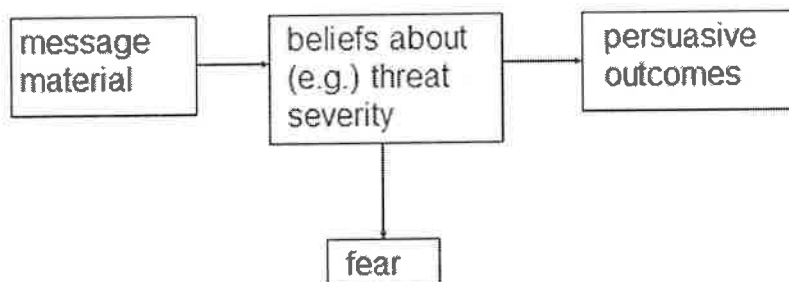 message
material
beliefs about
(e.g.) threat
severity
persuasive
outcomes
fear